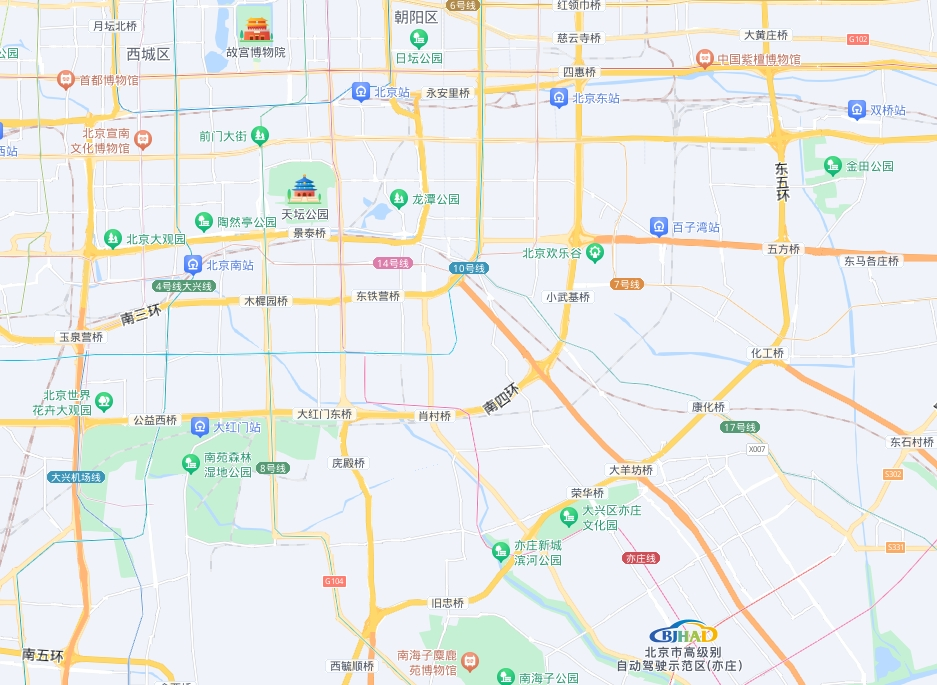 6号线
红领巾桥
朝阳区
月坛北桥
慈云寺桥
大黄庄桥
G102
西城区
故宫博物院
日坛公园
公园
中国紫檀博物馆
首都博物馆
四惠桥
北京站
永安里桥
北京东站
双桥站
北京宣南
文化博物馆
前门大街
西站
东五环
金田公园
龙潭公园
天坛公园
陶然亭公园
景泰桥
百子湾站
北京大观园
北京欢乐谷
五方桥
东马各庄桥
北京南站
14号线
10号线
4号线大兴线
7号线
木樨园桥
东铁营桥
小武基桥
南三环
玉泉营桥
化工桥
北京世界
花卉大观园
南四环
公益西桥
大红门东桥
肖村桥
康化桥
大红门站
17号线
东石村桥
X007
南苑森林
湿地公园
8号线
庑殿桥
大羊坊桥
S302
大兴机场线
荣华桥
大兴区亦庄
文化园
亦庄新城
滨河公园
S331
亦庄线
G104
旧忠桥
BJHAD
南五环
西毓顺桥
南海子麋鹿
苑博物馆
北京市高级别
自动驾驶示范区(亦庄)
南海子公园